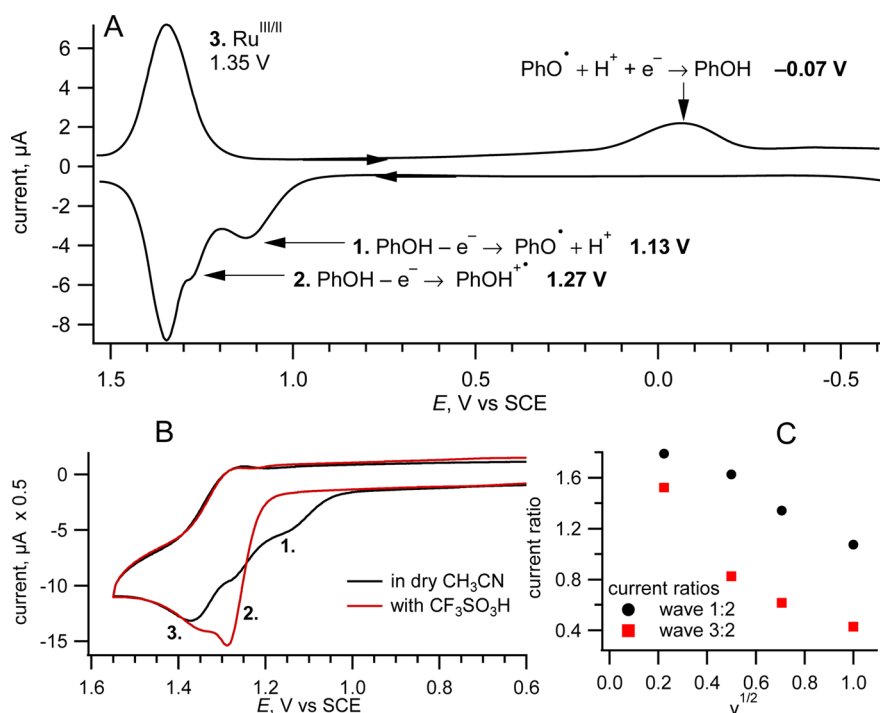 A
3. Ru^III/II
1.35 V
PhO• + H⁺ + e⁻ → PhOH −0.07 V
1. PhOH – e⁻ → PhO• + H⁺ 1.13 V
2. PhOH – e⁻ → PhOH⁺• 1.27 V
current, µA
6
4
2
0
-2
-4
-6
-8
1.5 1.0 0.5 0.0 -0.5
E, V vs SCE
B
current, µA x 0.5
0
-5
-10
-15
1.
2.
3.
in dry CH₃CN
with CF₃SO₃H
1.6 1.4 1.2 1.0 0.8 0.6
E, V vs SCE
C
current ratio
1.6
1.2
0.8
0.4
current ratios
wave 1:2
wave 3:2
0.0 0.2 0.4 0.6 0.8 1.0